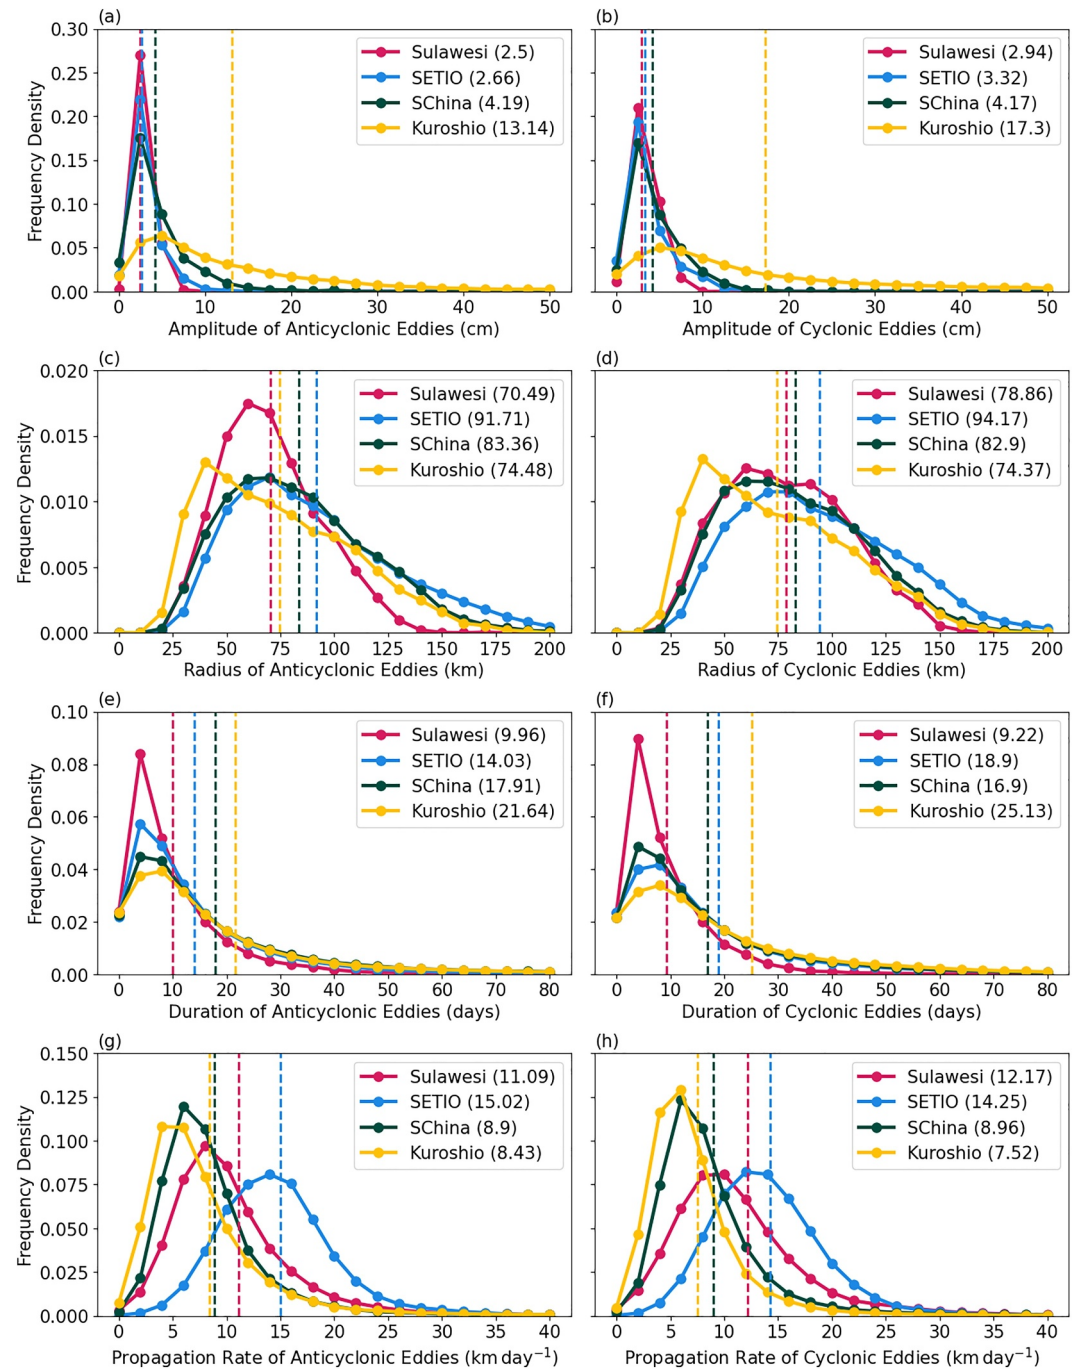 (a)
0.30
0.25
0.20
0.15
0.10
0.05
0.00
Frequency Density
Sulawesi (2.5)
SETIO (2.66)
SChina (4.19)
Kuroshio (13.14)
0 10 20 30 40 50
Amplitude of Anticyclonic Eddies (cm)
(b)
Sulawesi (2.94)
SETIO (3.32)
SChina (4.17)
Kuroshio (17.3)
0 10 20 30 40 50
Amplitude of Cyclonic Eddies (cm)
(c)
0.020
0.015
0.010
0.005
0.000
Frequency Density
Sulawesi (70.49)
SETIO (91.71)
SChina (83.36)
Kuroshio (74.48)
0 25 50 75 100 125 150 175 200
Radius of Anticyclonic Eddies (km)
(d)
Sulawesi (78.86)
SETIO (94.17)
SChina (82.9)
Kuroshio (74.37)
0 25 50 75 100 125 150 175 200
Radius of Cyclonic Eddies (km)
(e)
0.10
0.08
0.06
0.04
0.02
0.00
Frequency Density
Sulawesi (9.96)
SETIO (14.03)
SChina (17.91)
Kuroshio (21.64)
0 10 20 30 40 50 60 70 80
Duration of Anticyclonic Eddies (days)
(f)
Sulawesi (9.22)
SETIO (18.9)
SChina (16.9)
Kuroshio (25.13)
0 10 20 30 40 50 60 70 80
Duration of Cyclonic Eddies (days)
(g)
0.150
0.125
0.100
0.075
0.050
0.025
0.000
Frequency Density
Sulawesi (11.09)
SETIO (15.02)
SChina (8.9)
Kuroshio (8.43)
0 5 10 15 20 25 30 35 40
Propagation Rate of Anticyclonic Eddies (km day⁻¹)
(h)
Sulawesi (12.17)
SETIO (14.25)
SChina (8.96)
Kuroshio (7.52)
0 5 10 15 20 25 30 35 40
Propagation Rate of Cyclonic Eddies (km day⁻¹)